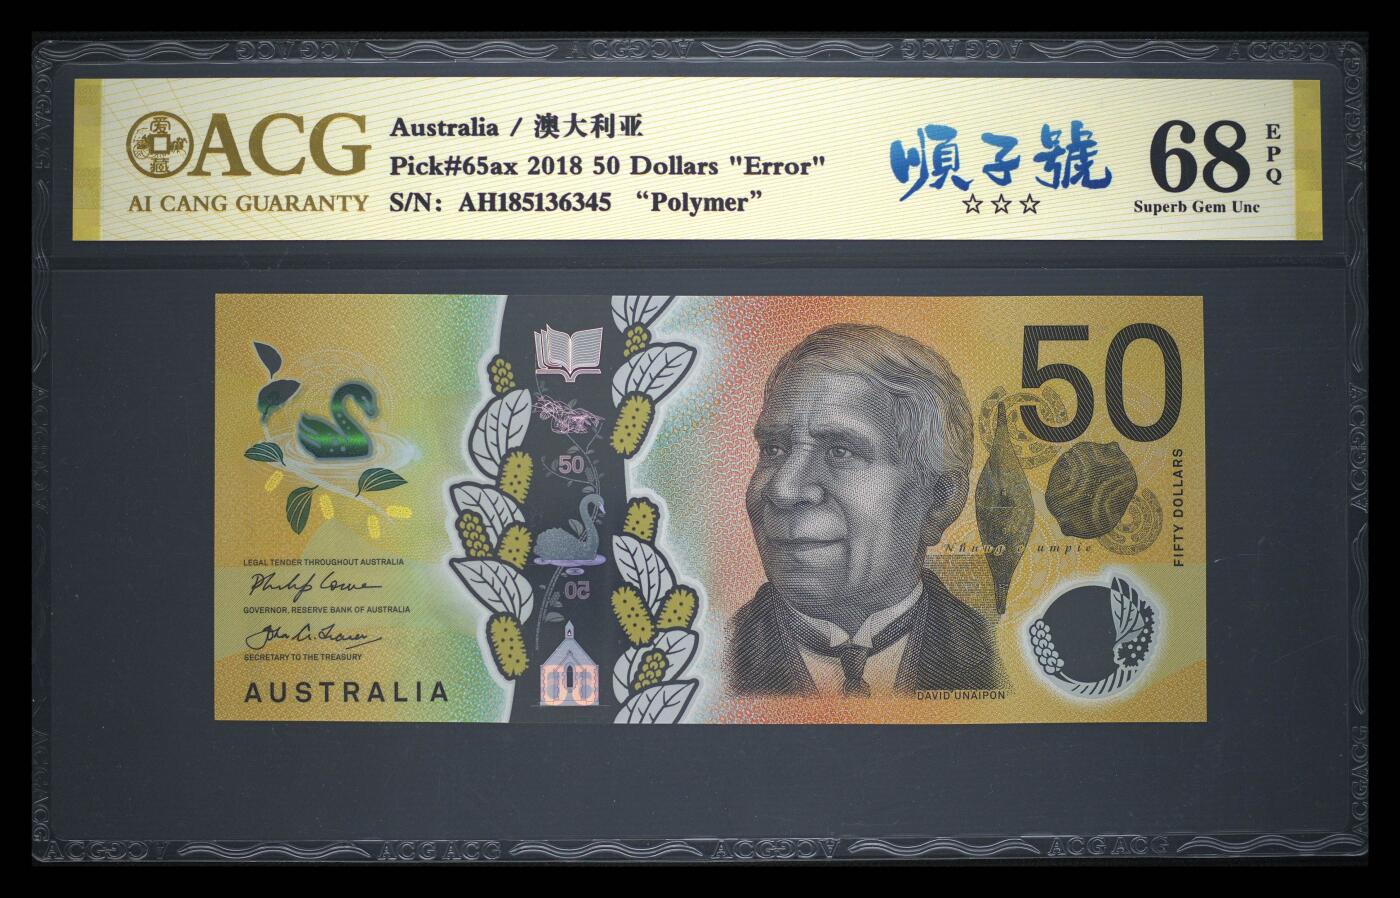 ACG
AI CANG GUARANTY
Australia / 澳大利亚
Pick#65ax 2018 50 Dollars "Error"
S/N: AH185136345 “Polymer”
順子號
☆☆☆
68
EPQ
Superb Gem Unc
50
FIFTY DOLLARS
50
50
LEGAL TENDER THROUGHOUT AUSTRALIA
GOVERNOR, RESERVE BANK OF AUSTRALIA
SECRETARY TO THE TREASURY
AUSTRALIA
DAVID UNAIPON